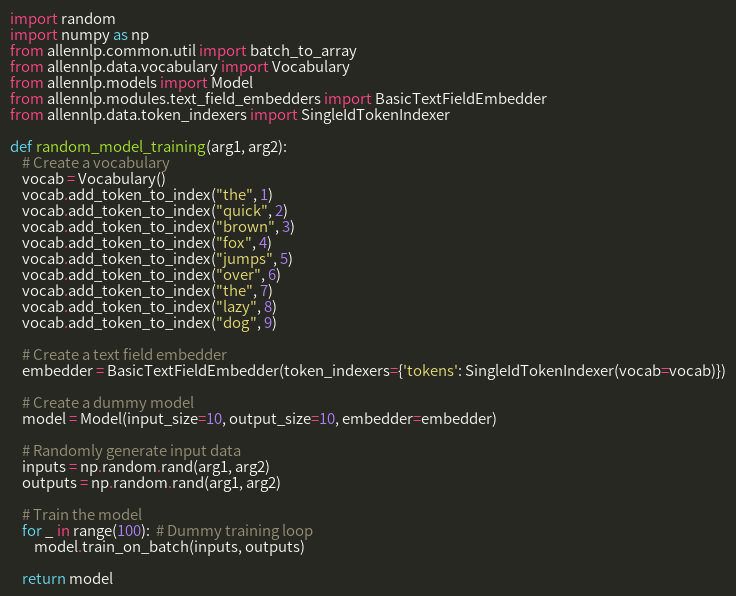 import random
import numpy as np
from allennlp.common.util import batch_to_array
from allennlp.data.vocabulary import Vocabulary
from allennlp.models import Model
from allennlp.modules.text_field_embedders import BasicTextFieldEmbedder
from allennlp.data.token_indexers import SingleIdTokenIndexer

def random_model_training(arg1, arg2):
    # Create a vocabulary
    vocab = Vocabulary()
    vocab.add_token_to_index("the", 1)
    vocab.add_token_to_index("quick", 2)
    vocab.add_token_to_index("brown", 3)
    vocab.add_token_to_index("fox", 4)
    vocab.add_token_to_index("jumps", 5)
    vocab.add_token_to_index("over", 6)
    vocab.add_token_to_index("the", 7)
    vocab.add_token_to_index("lazy", 8)
    vocab.add_token_to_index("dog", 9)

    # Create a text field embedder
    embedder = BasicTextFieldEmbedder(token_indexers={'tokens': SingleIdTokenIndexer(vocab=vocab)})

    # Create a dummy model
    model = Model(input_size=10, output_size=10, embedder=embedder)

    # Randomly generate input data
    inputs = np.random.rand(arg1, arg2)
    outputs = np.random.rand(arg1, arg2)

    # Train the model
    for _ in range(100):  # Dummy training loop
        model.train_on_batch(inputs, outputs)

    return model